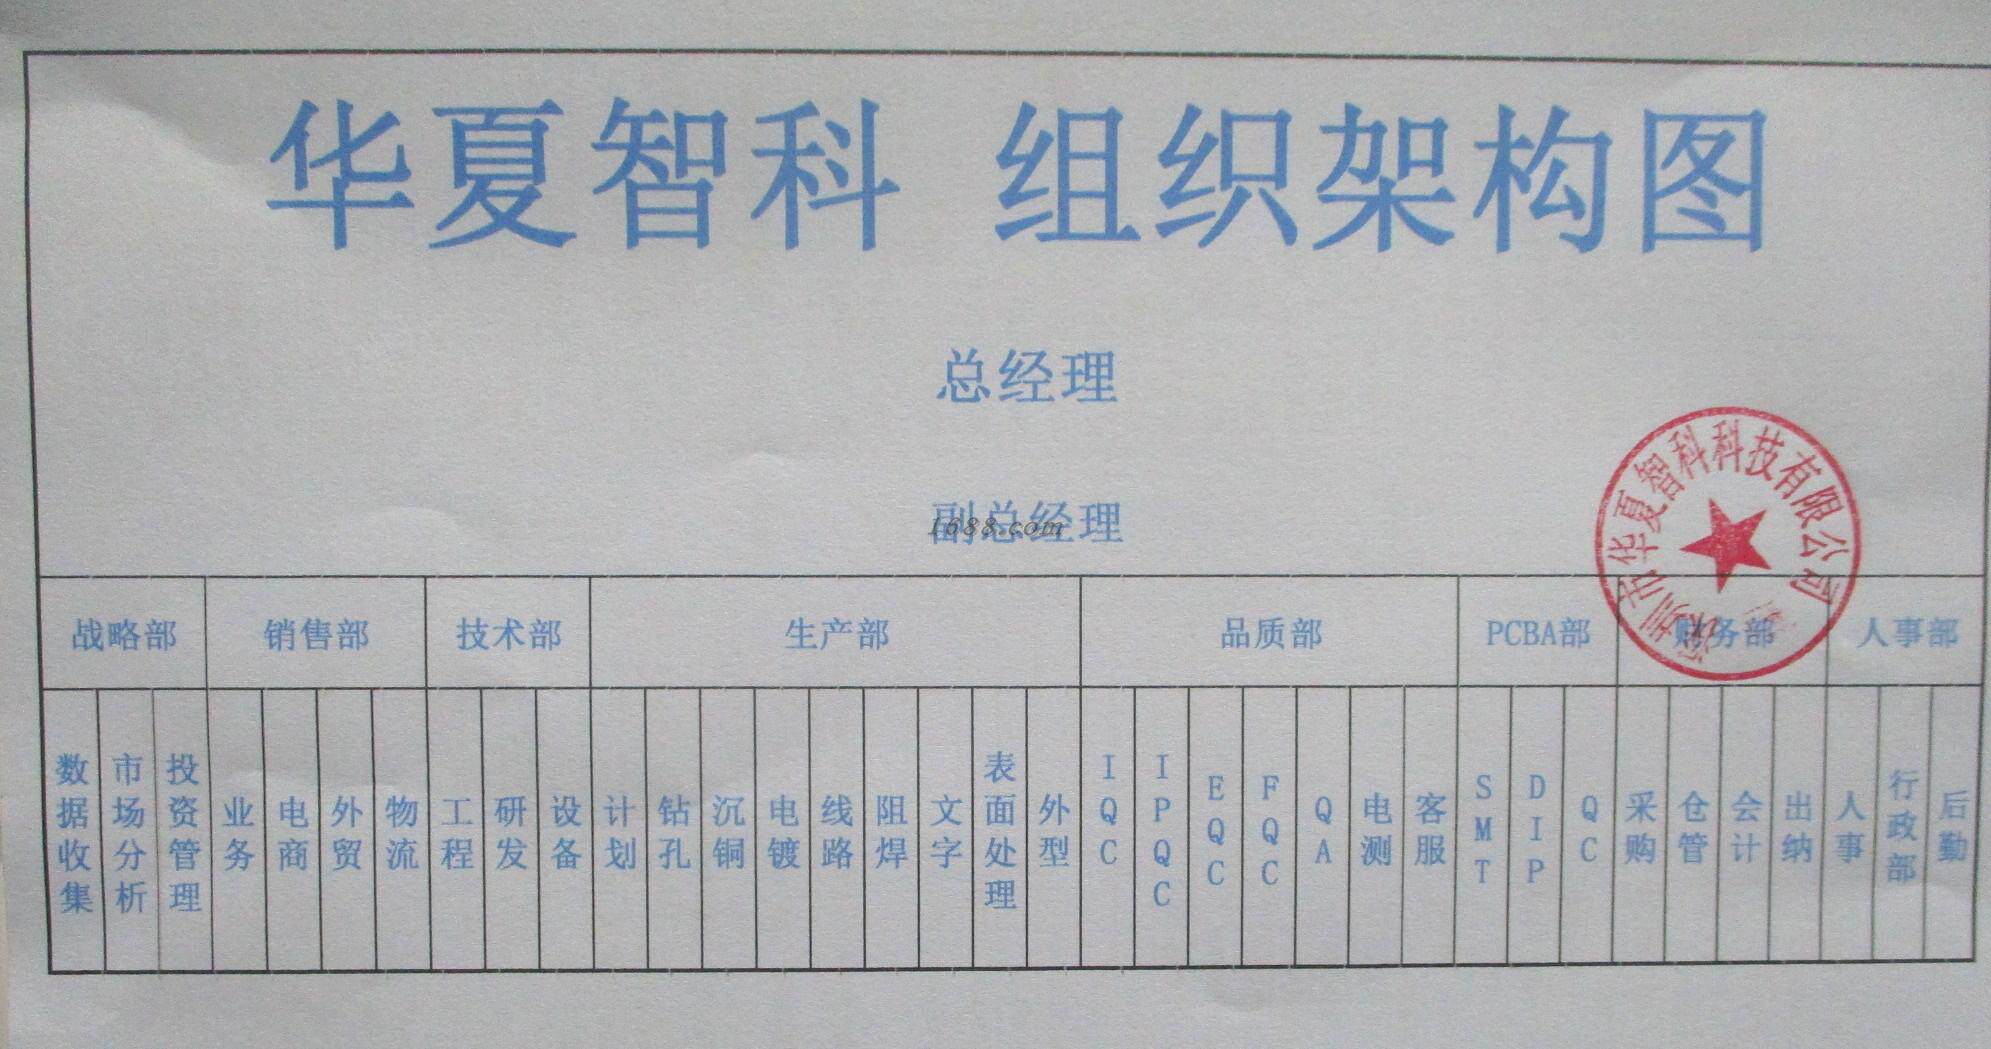 华夏智科 组织架构图
总经理
副总经理
1688.com
深圳市华夏智科科技有限公司
战略部 销售部 技术部 生产部 品质部 PCBA部 财务部 人事部
数据收集 市场分析 投资管理 业务 电商 外贸 物流 工程 研发 设备 计划 钻孔 沉铜 电镀 线路 阻焊 文字 表面处理 外型 IQC IPQC EQC FQC QA 电测 客服 SMT DIP QC 采购 仓管 会计 出纳 人事 行政部 后勤